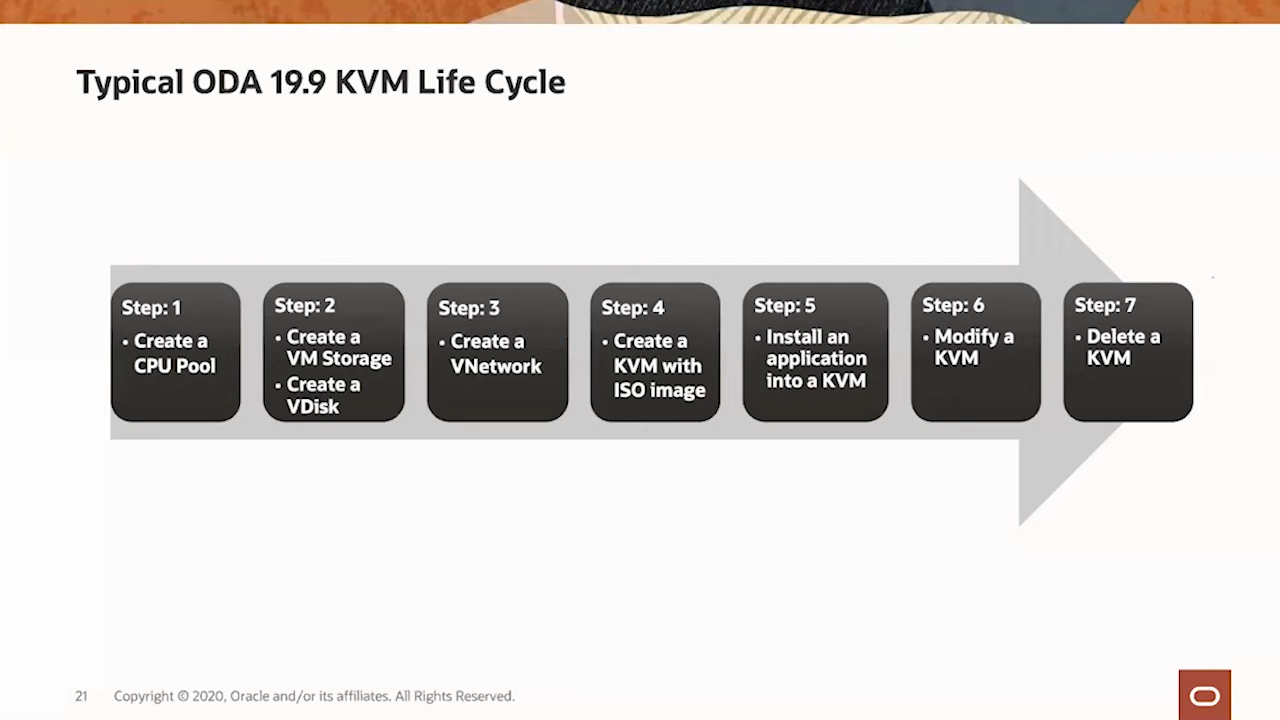 Typical ODA 19.9 KVM Life Cycle
Step: 1
• Create a
CPU Pool
Step: 2
• Create a
VM Storage
• Create a
VDisk
Step: 3
• Create a
VNetwork
Step: 4
• Create a
KVM with
ISO image
Step: 5
• Install an
application
into a KVM
Step: 6
• Modify a
KVM
Step: 7
• Delete a
KVM
21 Copyright © 2020, Oracle and/or its affiliates. All Rights Reserved.